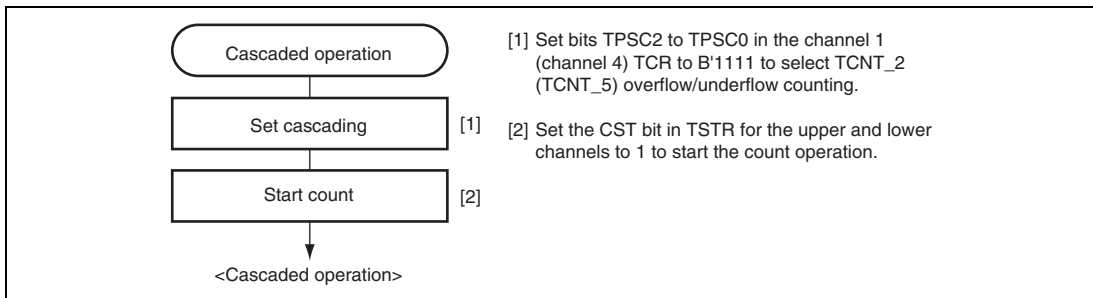 Cascaded operation
Set cascading
[1]
Start count
[2]
<Cascaded operation>
[1] Set bits TPSC2 to TPSC0 in the channel 1
(channel 4) TCR to B'1111 to select TCNT_2
(TCNT_5) overflow/underflow counting.
[2] Set the CST bit in TSTR for the upper and lower
channels to 1 to start the count operation.